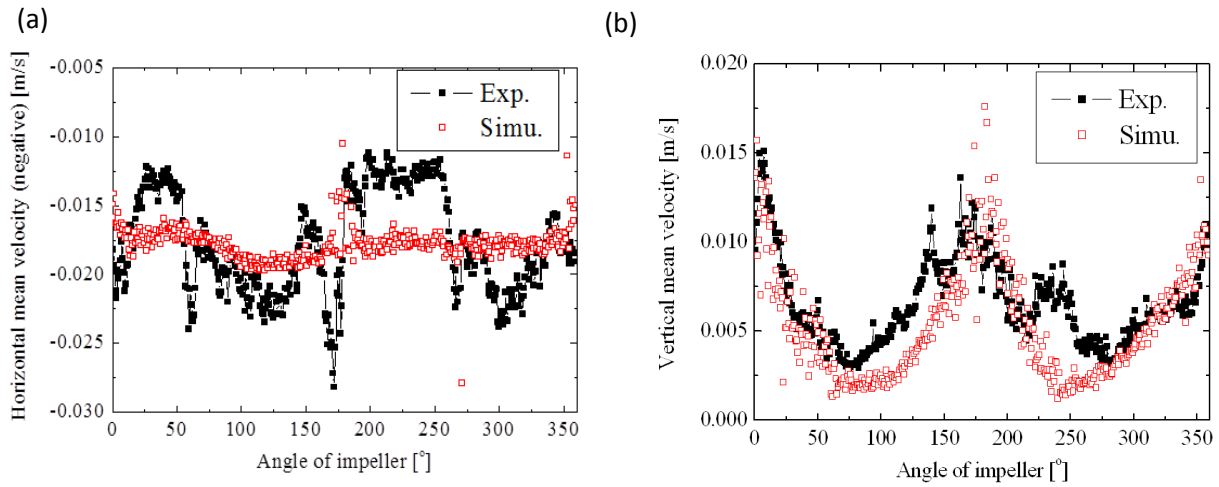 (a)
Horizontal mean velocity (negative) [m/s]
-0.005
-0.010
-0.015
-0.020
-0.025
-0.030
0
50
100
150
200
250
300
350
Angle of impeller [°]
Exp.
Simu.
(b)
Vertical mean velocity [m/s]
0.020
0.015
0.010
0.005
0.000
0
50
100
150
200
250
300
350
Angle of impeller [°]
Exp.
Simu.